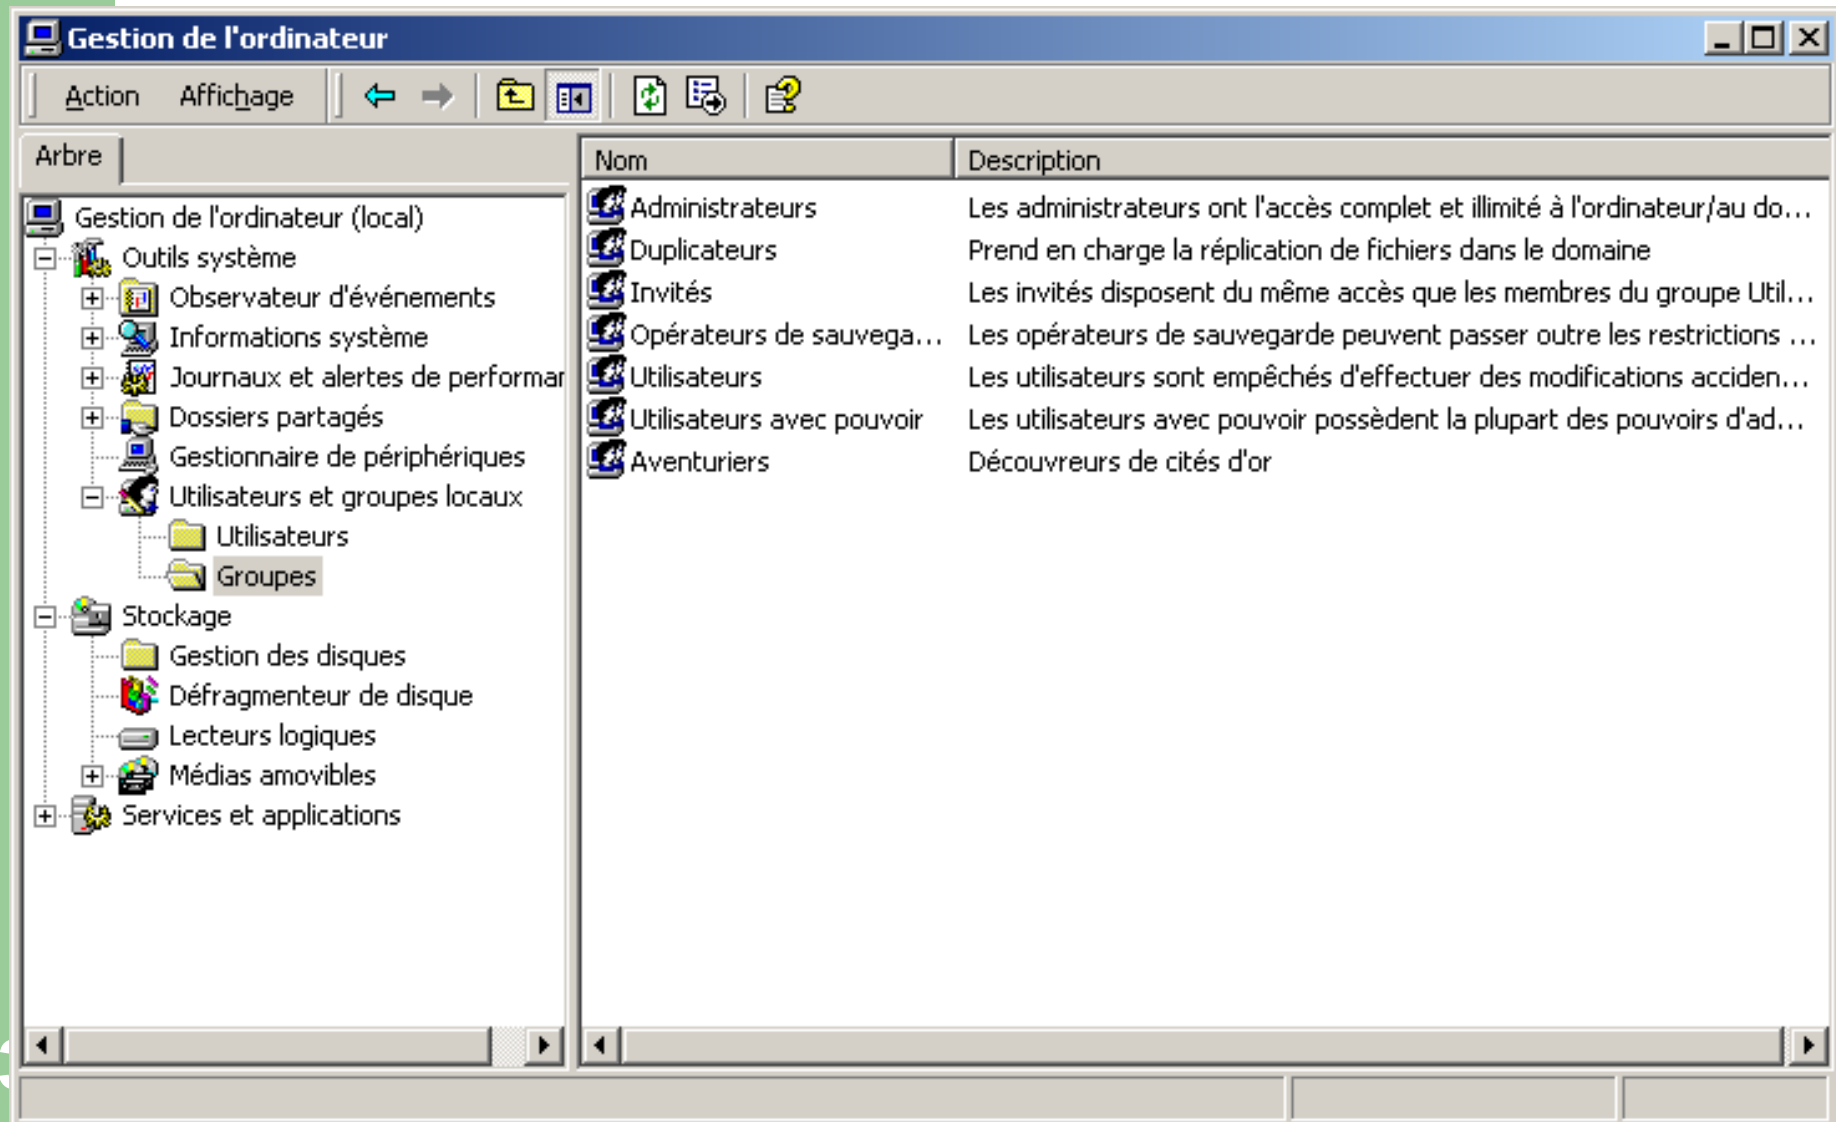 Gestion de l'ordinateur
Action Affichage
Arbre
Gestion de l'ordinateur (local)
Outils système
Observateur d'événements
Informations système
Journaux et alertes de performar
Dossiers partagés
Gestionnaire de périphériques
Utilisateurs et groupes locaux
Utilisateurs
Groupes
Stockage
Gestion des disques
Défragmenteur de disque
Lecteurs logiques
Médias amovibles
Services et applications
Nom Description
Administrateurs Les administrateurs ont l'accès complet et illimité à l'ordinateur/au do...
Duplicateurs Prend en charge la réplication de fichiers dans le domaine
Invités Les invités disposent du même accès que les membres du groupe Util...
Opérateurs de sauvega... Les opérateurs de sauvegarde peuvent passer outre les restrictions ...
Utilisateurs Les utilisateurs sont empêchés d'effectuer des modifications acciden...
Utilisateurs avec pouvoir Les utilisateurs avec pouvoir possèdent la plupart des pouvoirs d'ad...
Aventuriers Découvreurs de cités d'or